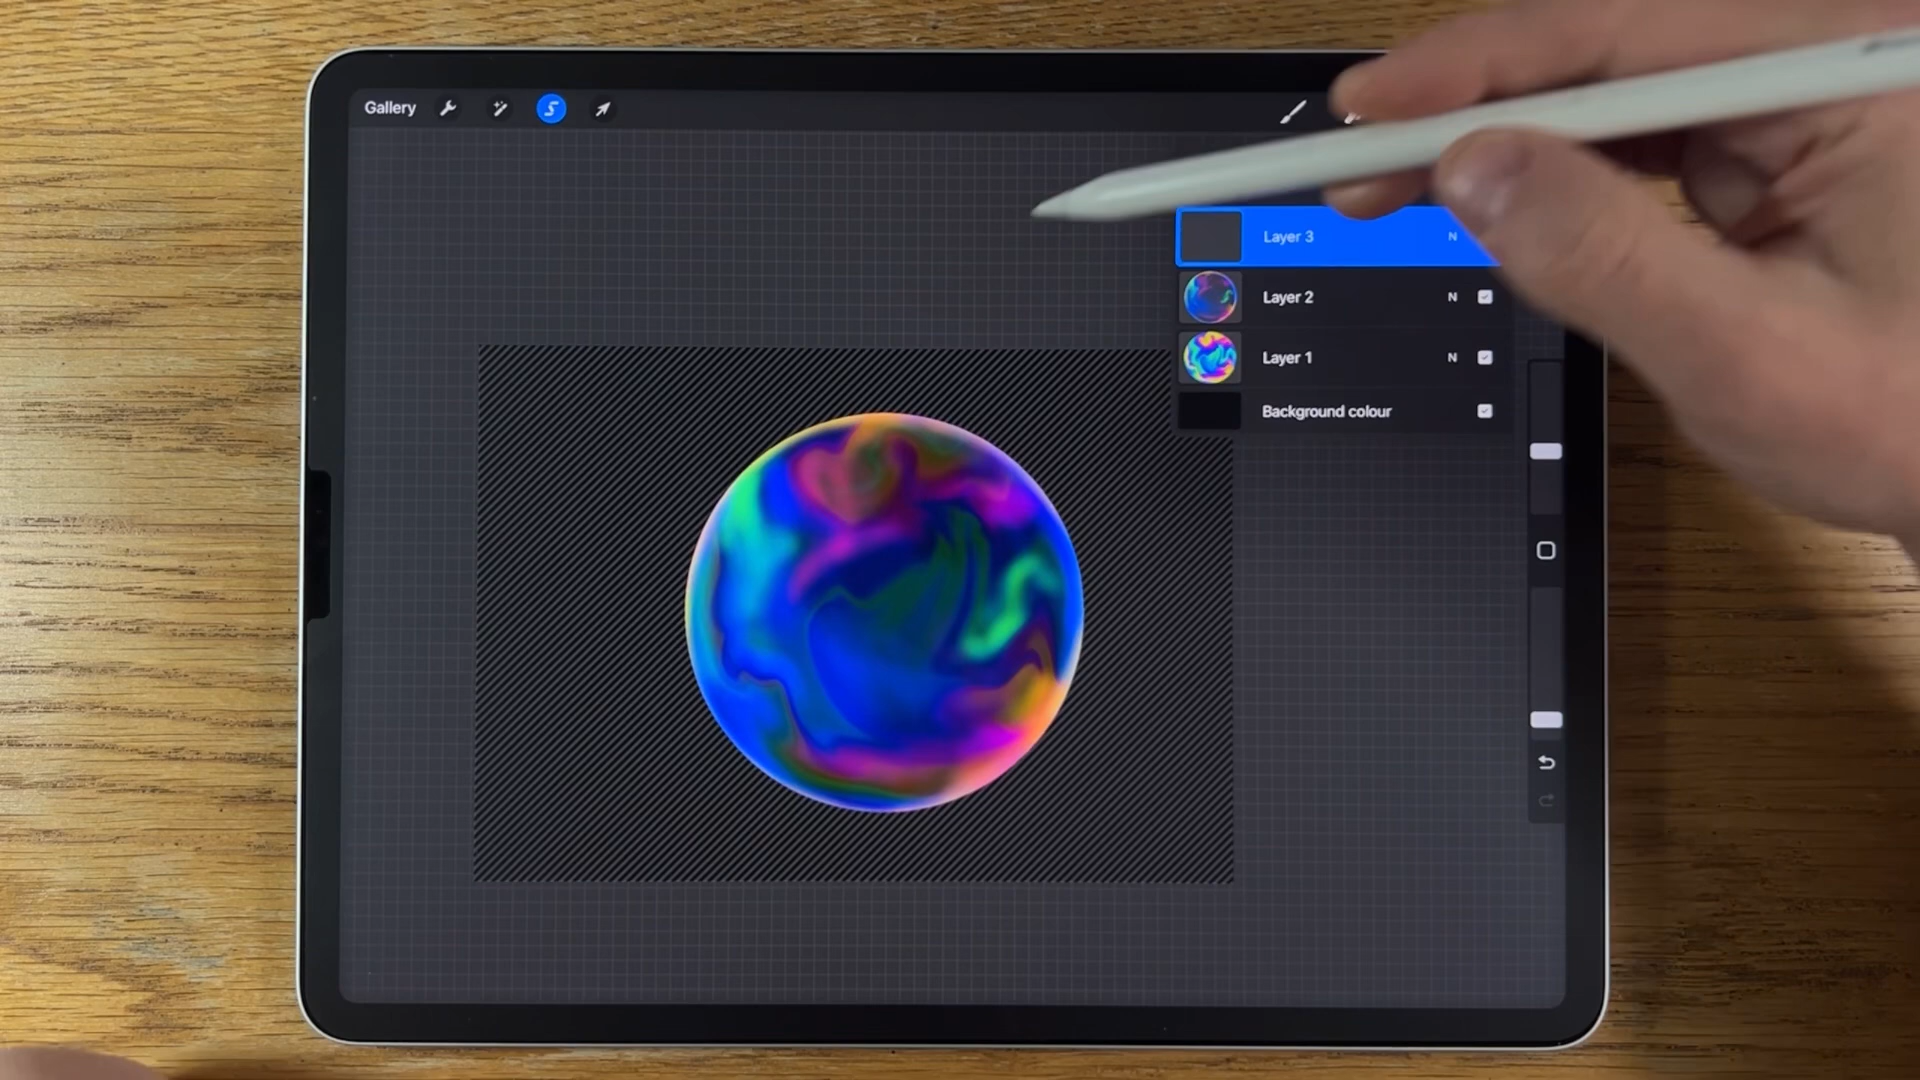 Gallery
Layer 3 N
Layer 2 N
Layer 1 N
Background colour